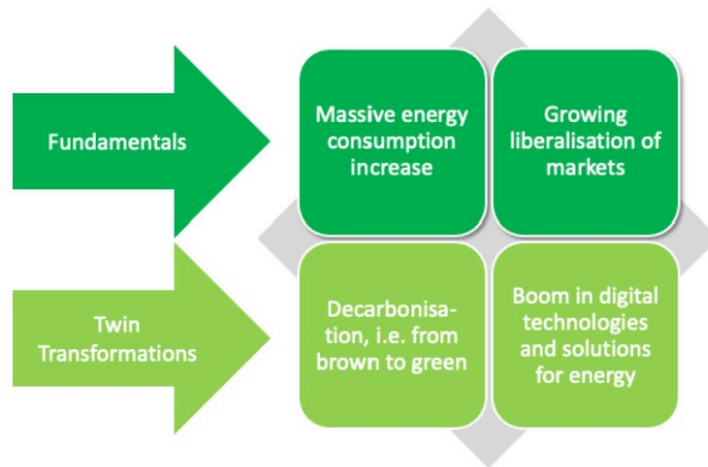 Fundamentals
Massive energy
consumption
increase
Growing
liberalisation of
markets
Twin
Transformations
Decarbonisa-
tion, i.e. from
brown to green
Boom in digital
technologies
and solutions
for energy